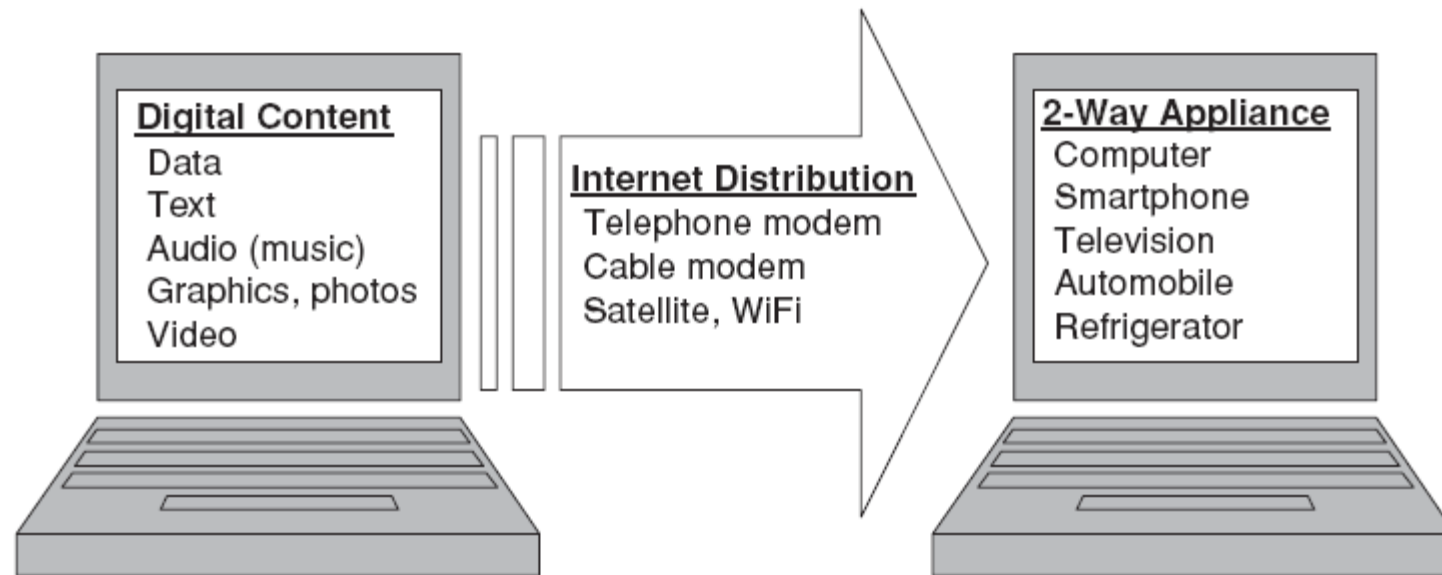 Digital Content
Data
Text
Audio (music)
Graphics, photos
Video
Internet Distribution
Telephone modem
Cable modem
Satellite, WiFi
2-Way Appliance
Computer
Smartphone
Television
Automobile
Refrigerator